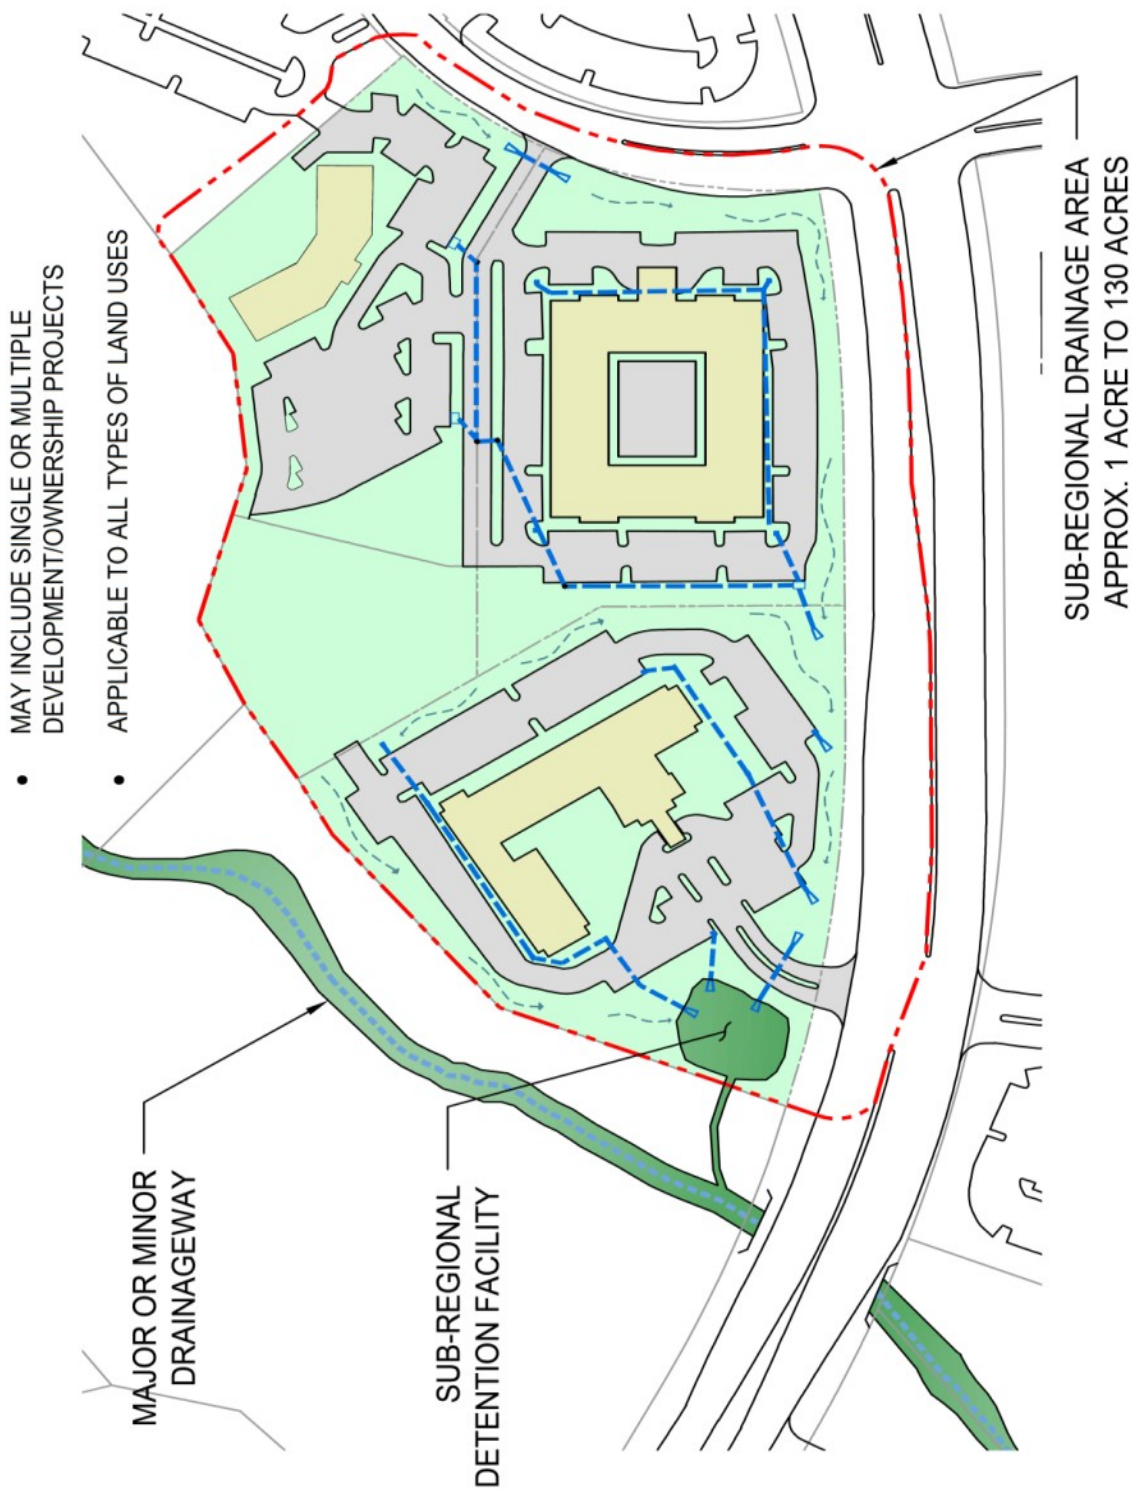 • MAY INCLUDE SINGLE OR MULTIPLE
DEVELOPMENT/OWNERSHIP PROJECTS
• APPLICABLE TO ALL TYPES OF LAND USES
MAJOR OR MINOR
DRAINAGEWAY
SUB-REGIONAL
DETENTION FACILITY
SUB-REGIONAL DRAINAGE AREA
APPROX. 1 ACRE TO 130 ACRES